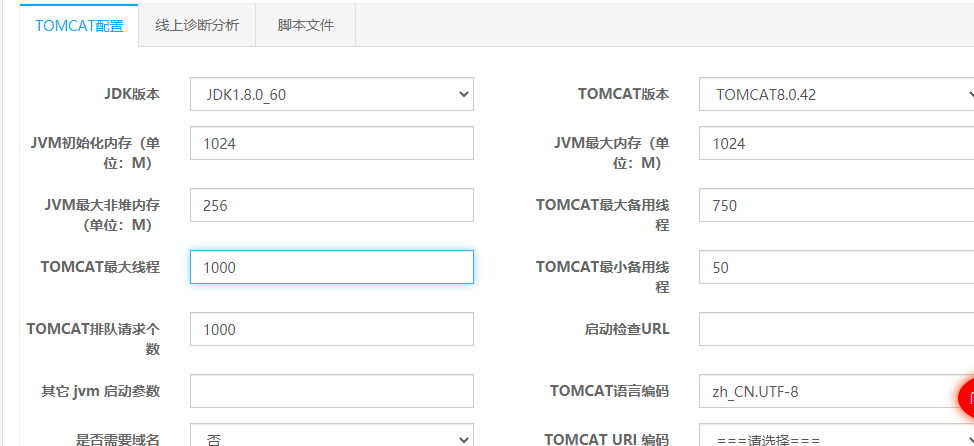 TOMCAT配置 线上诊断分析 脚本文件
JDK版本 JDK1.8.0_60 TOMCAT版本 TOMCAT8.0.42
JVM初始化内存（单 1024 JVM最大内存（单 1024
位：M） 位：M）
JVM最大非堆内存 256 TOMCAT最大备用线 750
（单位：M） 程
TOMCAT最大线程 1000 TOMCAT最小备用线 50
程
TOMCAT排队请求个 1000 启动检查URL
数
其它 jvm 启动参数 TOMCAT语言编码 zh_CN.UTF-8
是否需要域名 否 TOMCAT URI 编码 ===请选择===